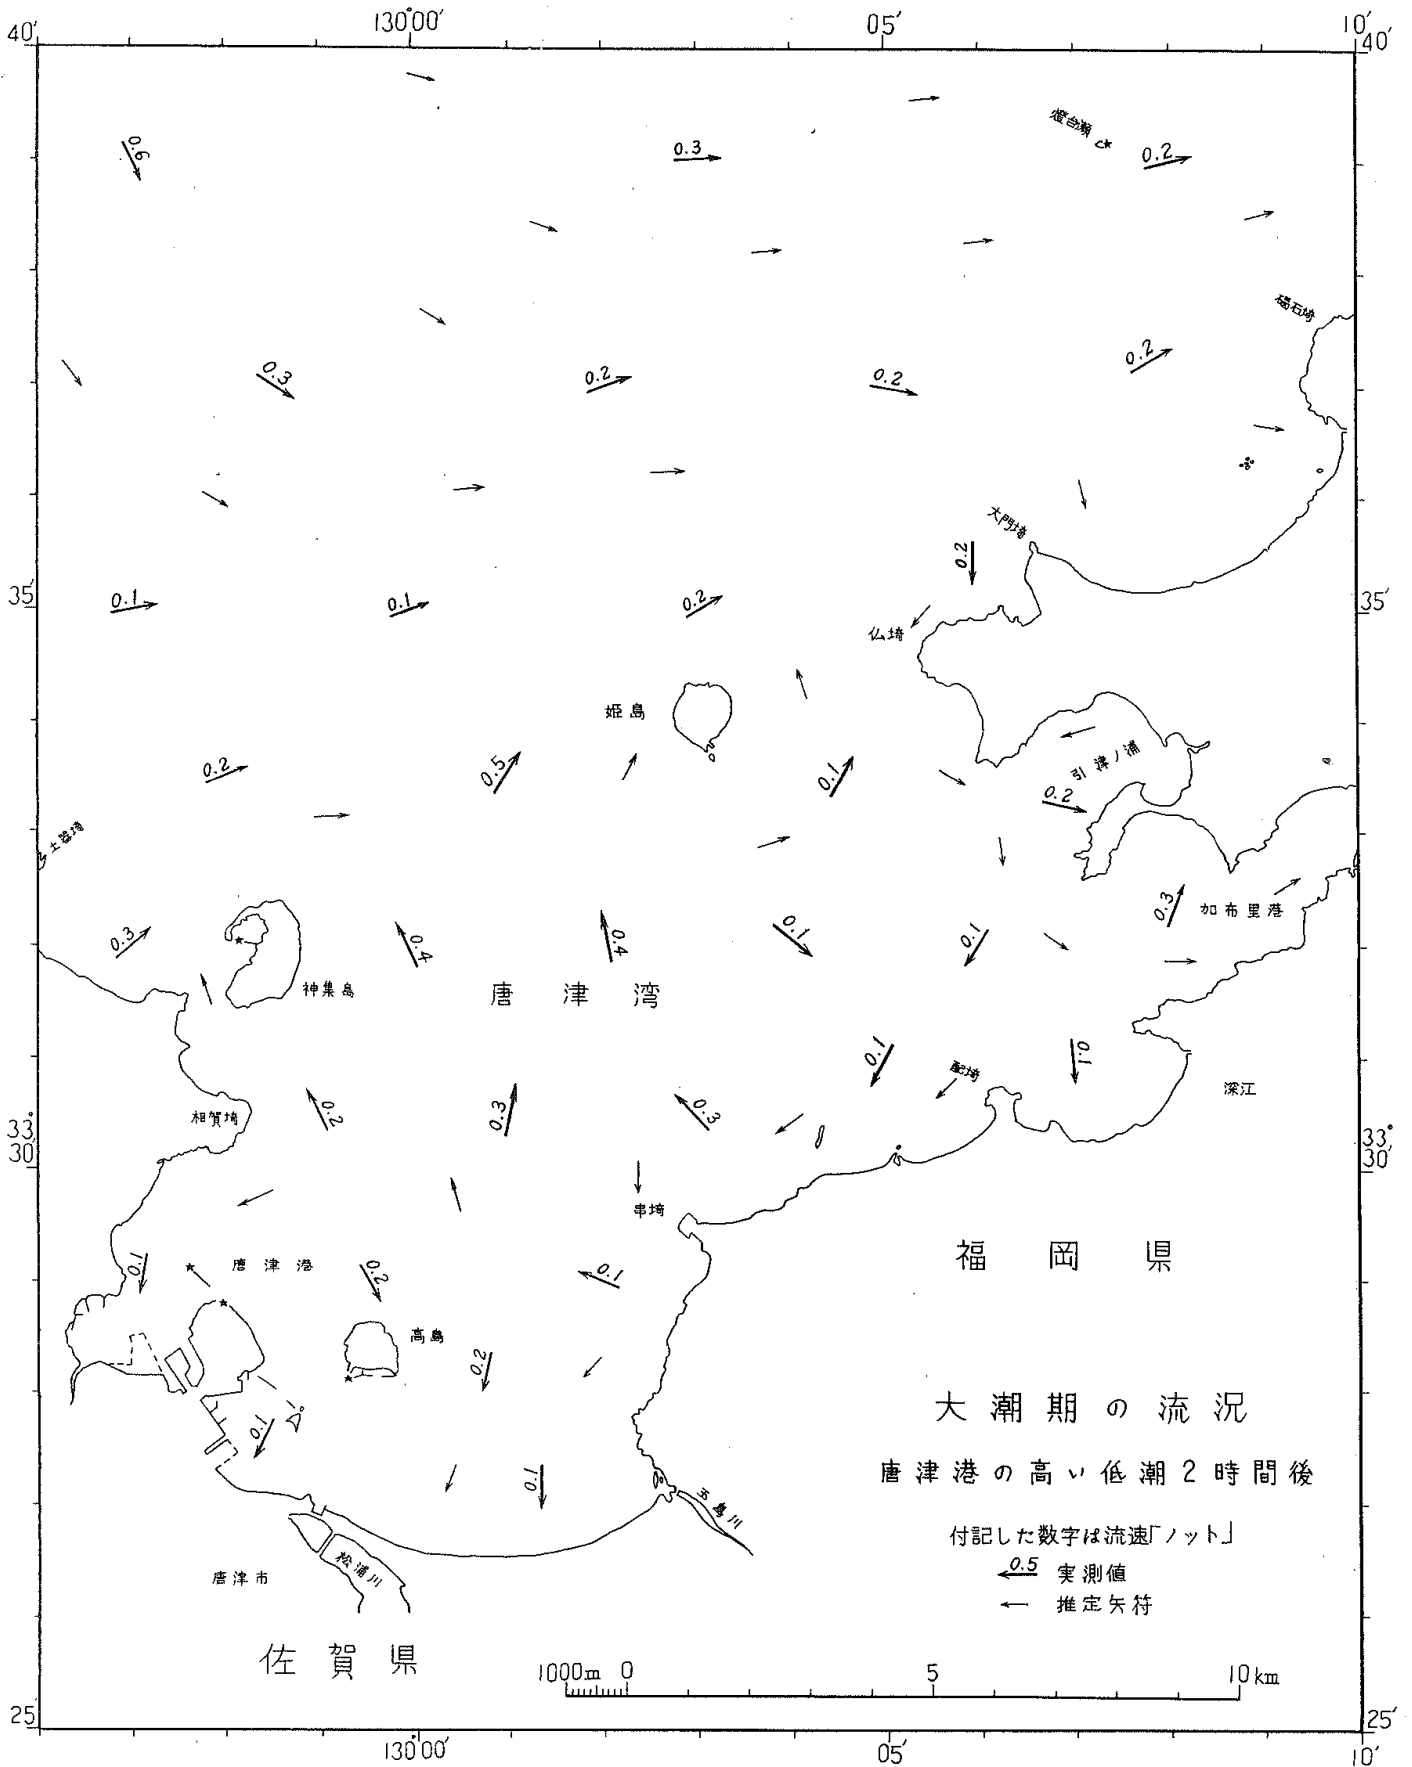 130°00′ 05′ 10′
40′ 40′
燈台瀬
0.6 0.3 0.2
碯石埼
0.3 0.2 0.2 0.2
大門埼
0.2
35′ 35′
0.1 0.1 0.2
仏埼
姫島
引津ノ浦
0.2 0.5 0.1 0.2
土器埼
0.3 0.4 0.4 0.1 0.1 0.3 加布里港
神集島
唐津湾
0.1 0.1
配埼
深江
相賀埼
0.2 0.3 0.3
33° 30′ 33° 30′
串埼
福岡県
0.1 唐津港 0.2 0.1
高島
0.2
大潮期の流況
0.1
唐津港の高い低潮2時間後
0.1
玉島川
付記した数字は流速「ノット」
松浦川
唐津市
0.5 実測値
推定矢符
佐賀県
1000m 0 5 10km
25′ 25′
130°00′ 05′ 10′